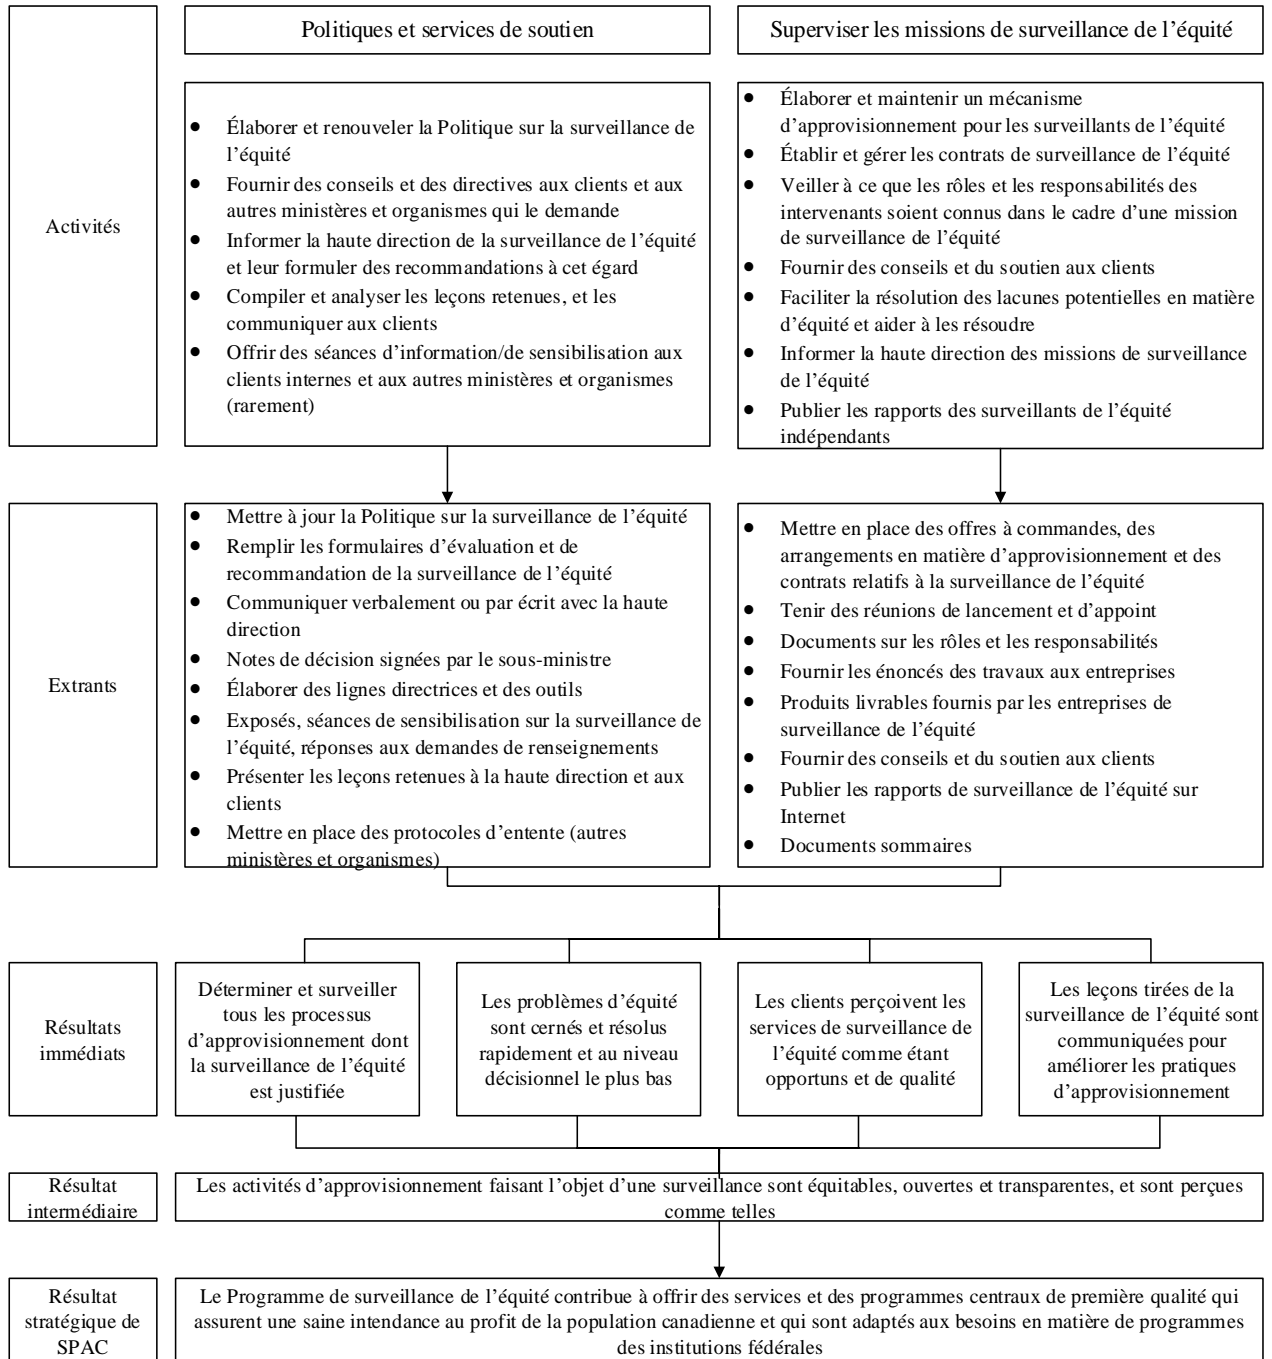 Activités
Politiques et services de soutien
Superviser les missions de surveillance de l'équité
● Élaborer et renouveler la Politique sur la surveillance de
l'équité
● Fournir des conseils et des directives aux clients et aux
autres ministères et organismes qui le demande
● Informer la haute direction de la surveillance de l'équité
et leur formuler des recommandations à cet égard
● Compiler et analyser les leçons retenues, et les
communiquer aux clients
● Offrir des séances d'information/de sensibilisation aux
clients internes et aux autres ministères et organismes
(rarement)
● Élaborer et maintenir un mécanisme
d'approvisionnement pour les surveillants de l'équité
● Établir et gérer les contrats de surveillance de l'équité
● Veiller à ce que les rôles et les responsabilités des
intervenants soient connus dans le cadre d'une mission
de surveillance de l'équité
● Fournir des conseils et du soutien aux clients
● Faciliter la résolution des lacunes potentielles en matière
d'équité et aider à les résoudre
● Informer la haute direction des missions de surveillance
de l'équité
● Publier les rapports des surveillants de l'équité
indépendants
Extrants
● Mettre à jour la Politique sur la surveillance de l'équité
● Remplir les formulaires d'évaluation et de
recommandation de la surveillance de l'équité
● Communiquer verbalement ou par écrit avec la haute
direction
● Notes de décision signées par le sous-ministre
● Élaborer des lignes directrices et des outils
● Exposés, séances de sensibilisation sur la surveillance de
l'équité, réponses aux demandes de renseignements
● Présenter les leçons retenues à la haute direction et aux
clients
● Mettre en place des protocoles d'entente (autres
ministères et organismes)
● Mettre en place des offres à commandes, des
arrangements en matière d'approvisionnement et des
contrats relatifs à la surveillance de l'équité
● Tenir des réunions de lancement et d'appoint
● Documents sur les rôles et les responsabilités
● Fournir les énoncés des travaux aux entreprises
● Produits livrables fournis par les entreprises de
surveillance de l'équité
● Fournir des conseils et du soutien aux clients
● Publier les rapports de surveillance de l'équité sur
Internet
● Documents sommaires
Résultats
immédiats
Déterminer et surveiller
tous les processus
d'approvisionnement dont
la surveillance de l'équité
est justifiée
Les problèmes d'équité
sont cernés et résolus
rapidement et au niveau
décisionnel le plus bas
Les clients perçoivent les
services de surveillance de
l'équité comme étant
opportuns et de qualité
Les leçons tirées de la
surveillance de l'équité sont
communiquées pour
améliorer les pratiques
d'approvisionnement
Résultat
intermédiaire
Les activités d'approvisionnement faisant l'objet d'une surveillance sont équitables, ouvertes et transparentes, et sont perçues
comme telles
Résultat
stratégique de
SPAC
Le Programme de surveillance de l'équité contribue à offrir des services et des programmes centraux de première qualité qui
assurent une saine intendance au profit de la population canadienne et qui sont adaptés aux besoins en matière de programmes
des institutions fédérales